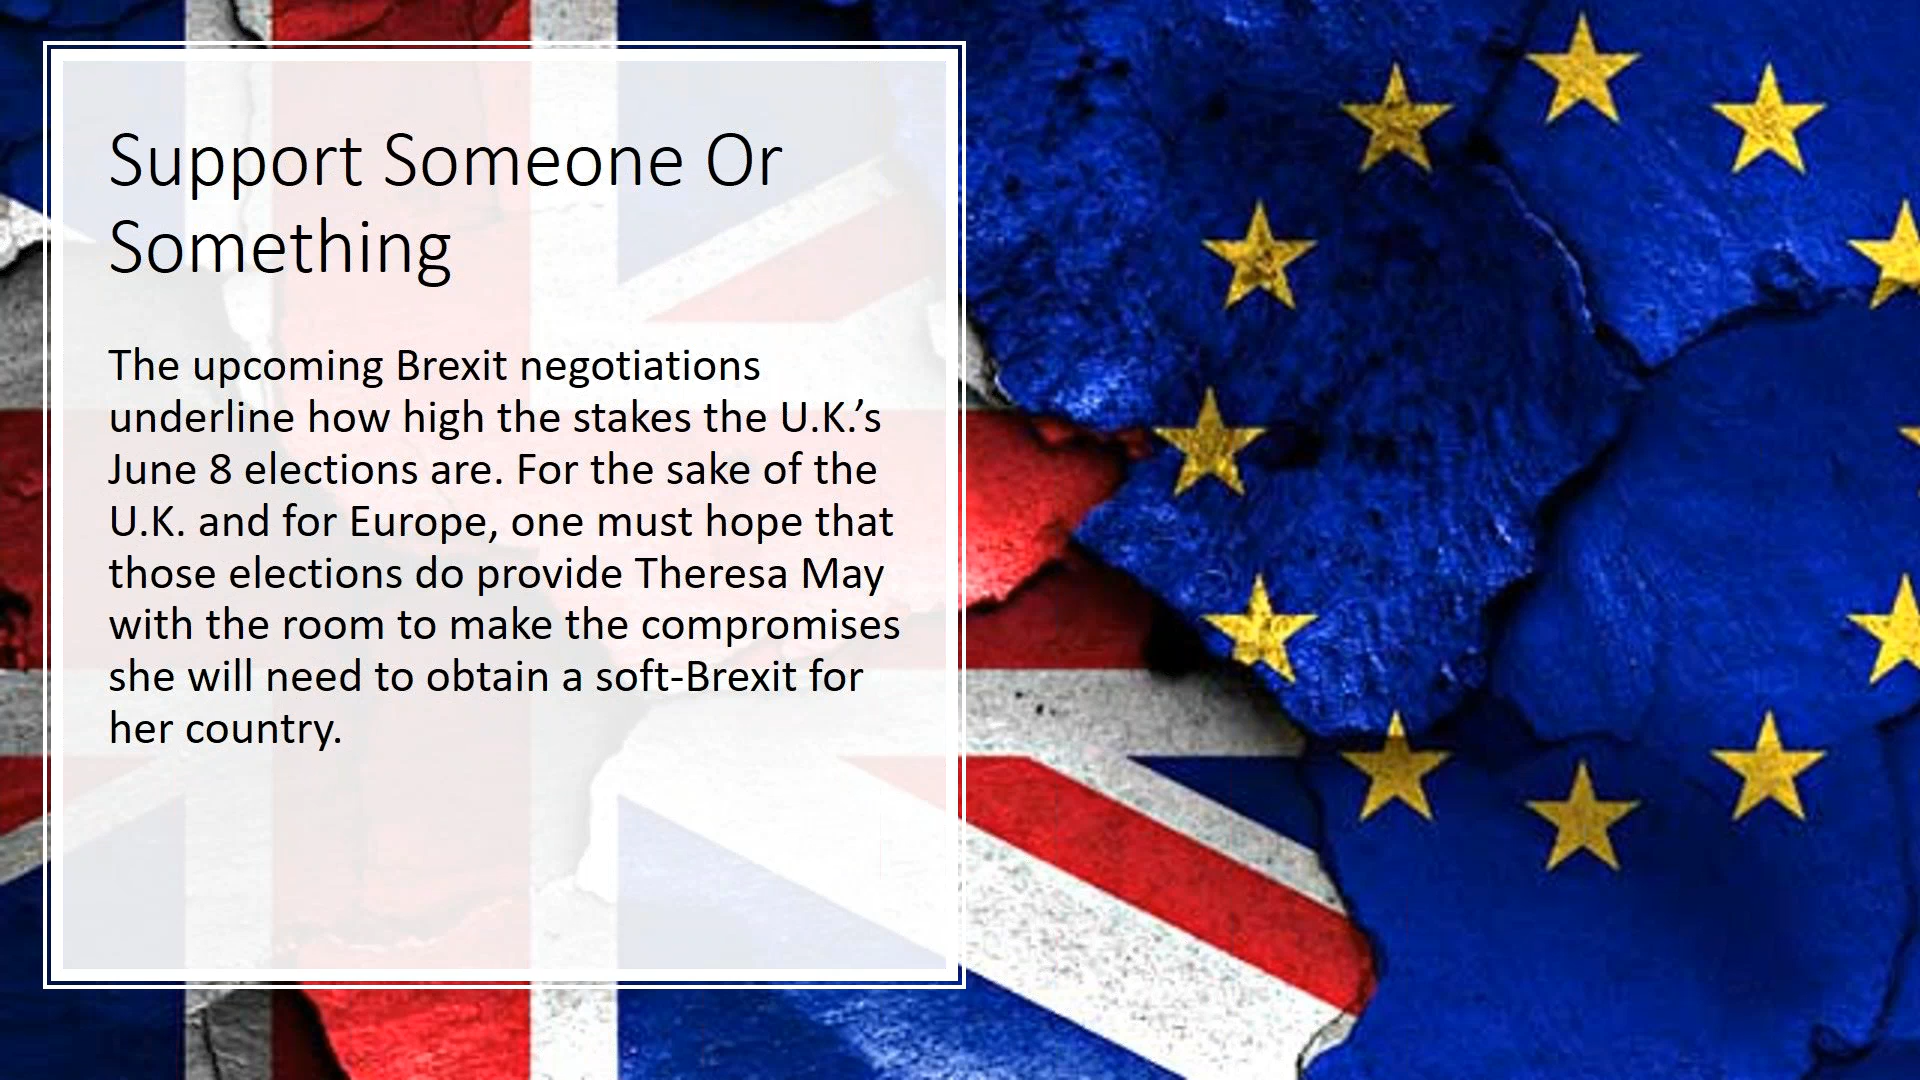 Support Someone Or
Something
The upcoming Brexit negotiations
underline how high the stakes the U.K.’s
June 8 elections are. For the sake of the
U.K. and for Europe, one must hope that
those elections do provide Theresa May
with the room to make the compromises
she will need to obtain a soft-Brexit for
her country.